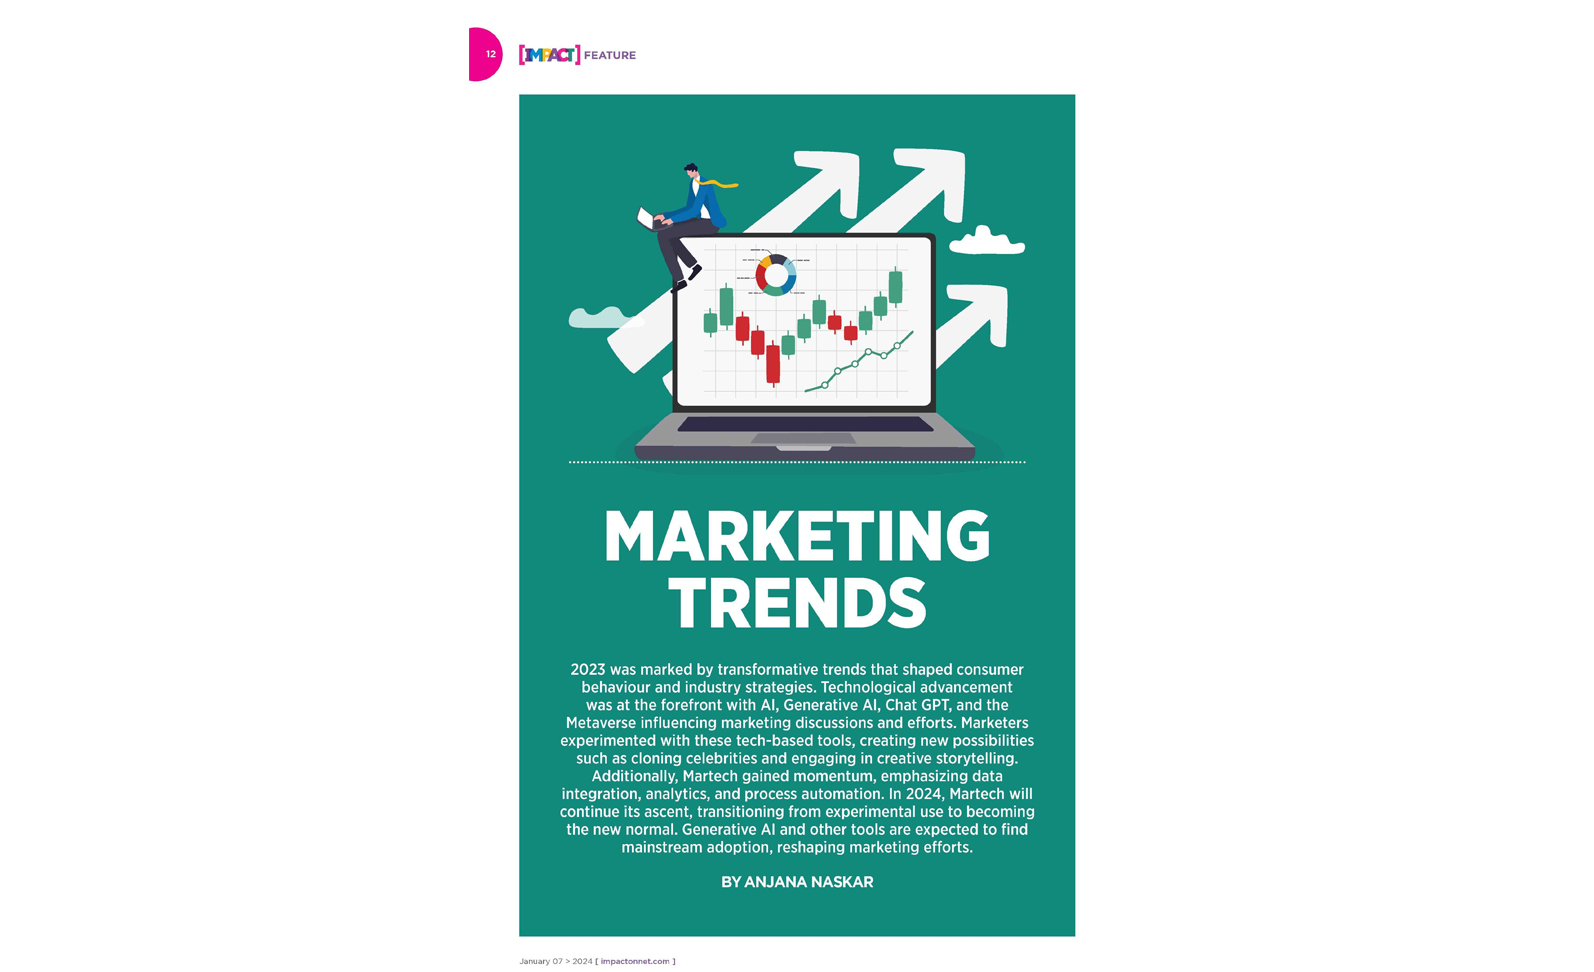 12
[IMPACT] FEATURE
MARKETING
TRENDS
2023 was marked by transformative trends that shaped consumer
behaviour and industry strategies. Technological advancement
was at the forefront with AI, Generative AI, Chat GPT, and the
Metaverse influencing marketing discussions and efforts. Marketers
experimented with these tech-based tools, creating new possibilities
such as cloning celebrities and engaging in creative storytelling.
Additionally, Martech gained momentum, emphasizing data
integration, analytics, and process automation. In 2024, Martech will
continue its ascent, transitioning from experimental use to becoming
the new normal. Generative AI and other tools are expected to find
mainstream adoption, reshaping marketing efforts.
BY ANJANA NASKAR
January 07 > 2024 [ impactonnet.com ]